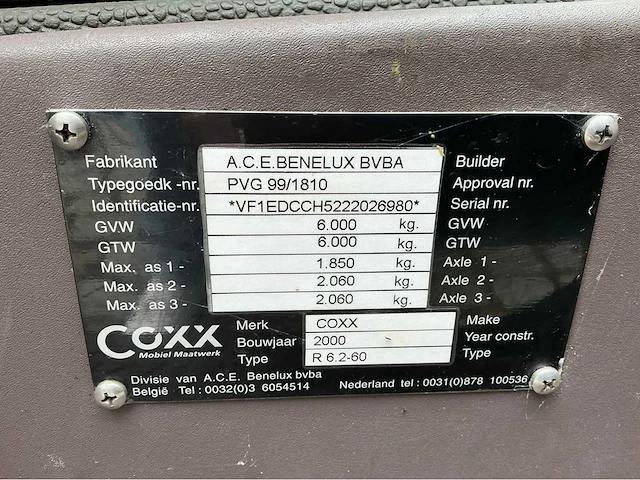 Fabrikant A.C.E.BENELUX BVBA Builder
Typegoedk -nr. PVG 99/1810 Approval nr.
Identificatie-nr. *VF1EDCCH5222026980* Serial nr.
GVW 6.000 kg. GVW
GTW 6.000 kg. GTW
Max. as 1 - 1.850 kg. Axle 1 -
Max. as 2 - 2.060 kg. Axle 2 -
Max. as 3 - 2.060 kg. Axle 3 -
COXX
Mobiel Maatwerk
Merk COXX Make
Bouwjaar 2000 Year constr.
Type R 6.2-60 Type
Divisie van A.C.E. Benelux bvba
België Tel : 0032(0)3 6054514 Nederland tel : 0031(0)878 100536